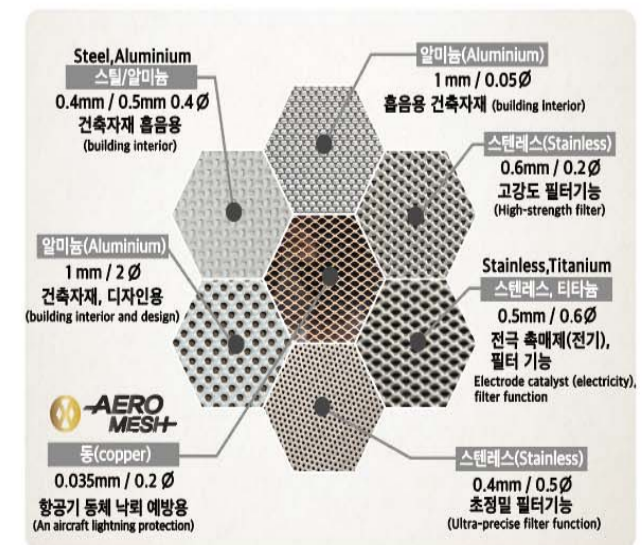 Steel,Aluminium
스틸/알미늄
0.4mm / 0.5mm 0.4Ø
건축자재 흡음용
(building interior)
알미늄(Aluminium)
1mm / 0.05Ø
흡음용 건축자재 (building interior)
스텐레스(Stainless)
0.6mm / 0.2Ø
고강도 필터기능
(High-strength filter)
알미늄(Aluminium)
1mm / 2Ø
건축자재, 디자인용
(building interior and design)
Stainless,Titanium
스텐레스, 티타늄
0.5mm / 0.6Ø
전극 촉매제(전기),
필터 기능
Electrode catalyst (electricity),
filter function
AERO
MESH
동(copper)
0.035mm / 0.2 Ø
항공기 동체 낙뢰 예방용
(An aircraft lightning protection)
스텐레스(Stainless)
0.4mm / 0.5Ø
초정밀 필터기능
(Ultra-precise filter function)